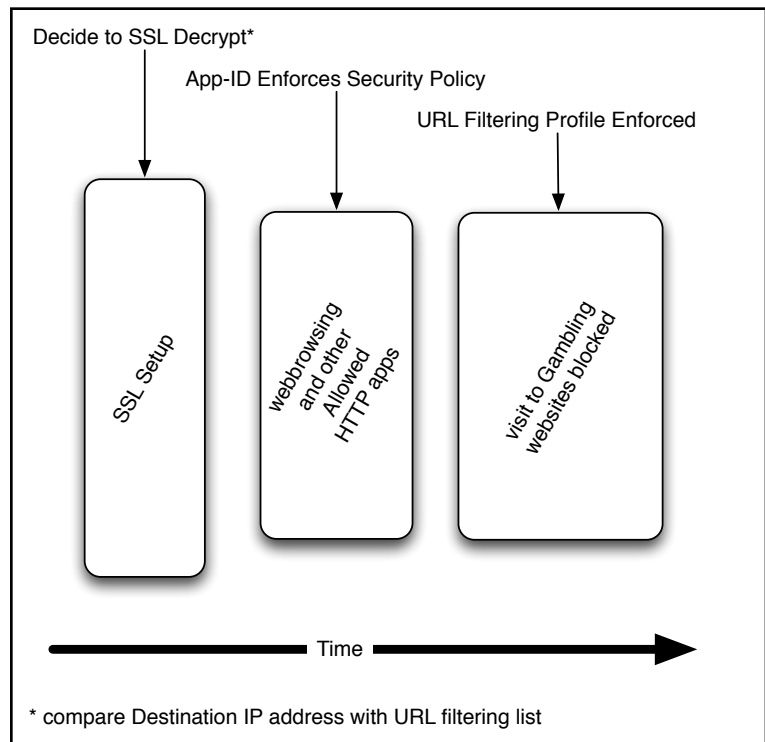 Decide to SSL Decrypt*
App-ID Enforces Security Policy
URL Filtering Profile Enforced
SSL Setup
webbrowsing
and other
Allowed
HTTP apps
visit to Gambling
websites blocked
Time
* compare Destination IP address with URL filtering list